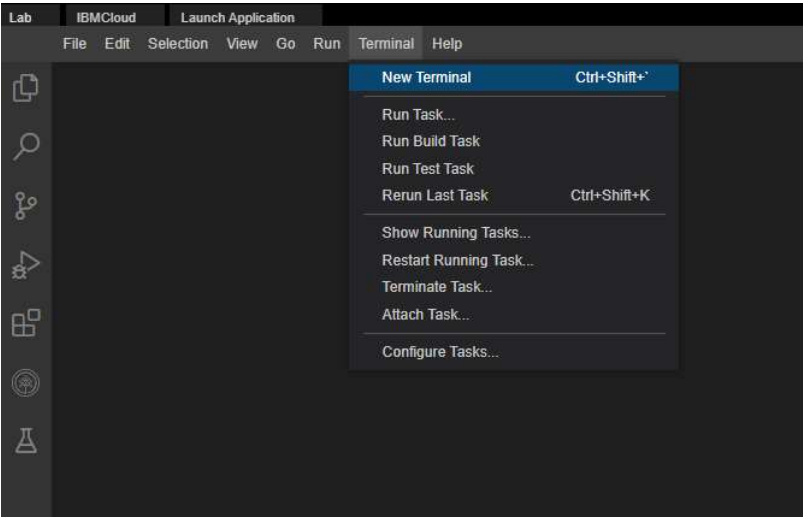 Lab IBMCloud Launch Application
File Edit Selection View Go Run Terminal Help
New Terminal Ctrl+Shift+`
Run Task...
Run Build Task
Run Test Task
Rerun Last Task Ctrl+Shift+K
Show Running Tasks...
Restart Running Task...
Terminate Task...
Attach Task...
Configure Tasks...